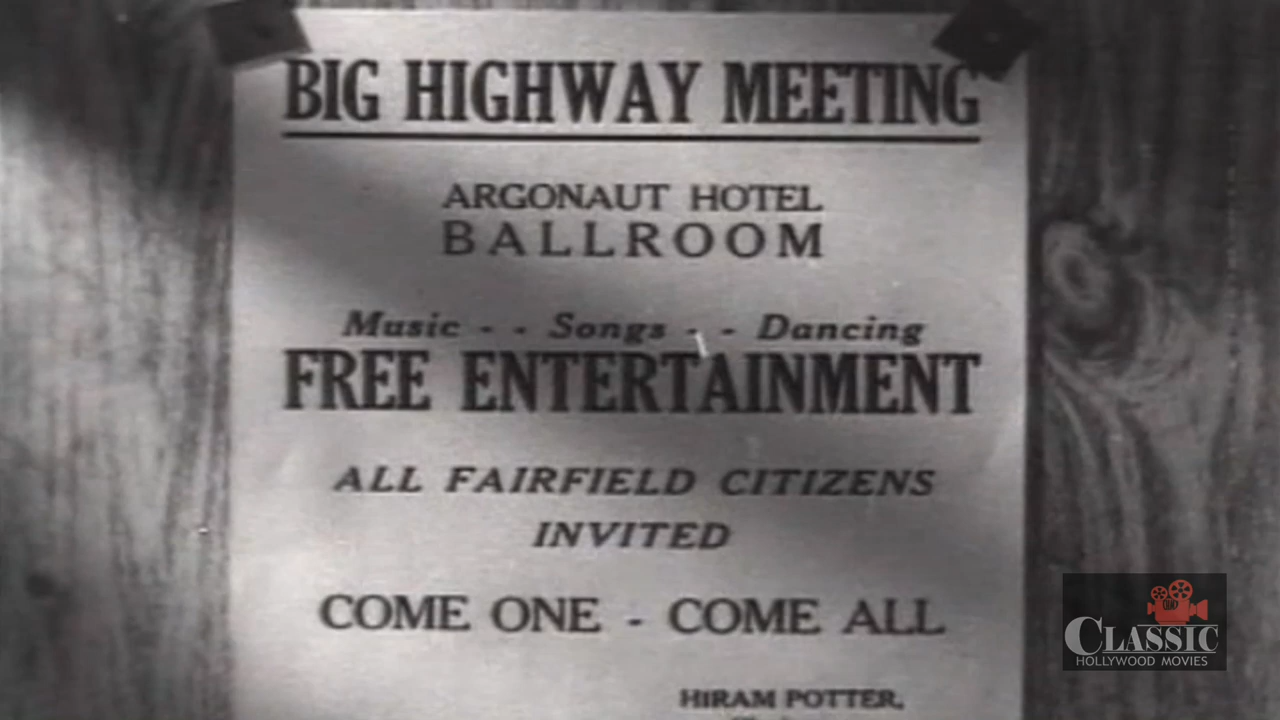 BIG HIGHWAY MEETING
ARGONAUT HOTEL
BALLROOM
Music - - Songs - - Dancing
FREE ENTERTAINMENT
ALL FAIRFIELD CITIZENS
INVITED
COME ONE - COME ALL
HIRAM POTTER,
CLASSIC
HOLLYWOOD MOVIES